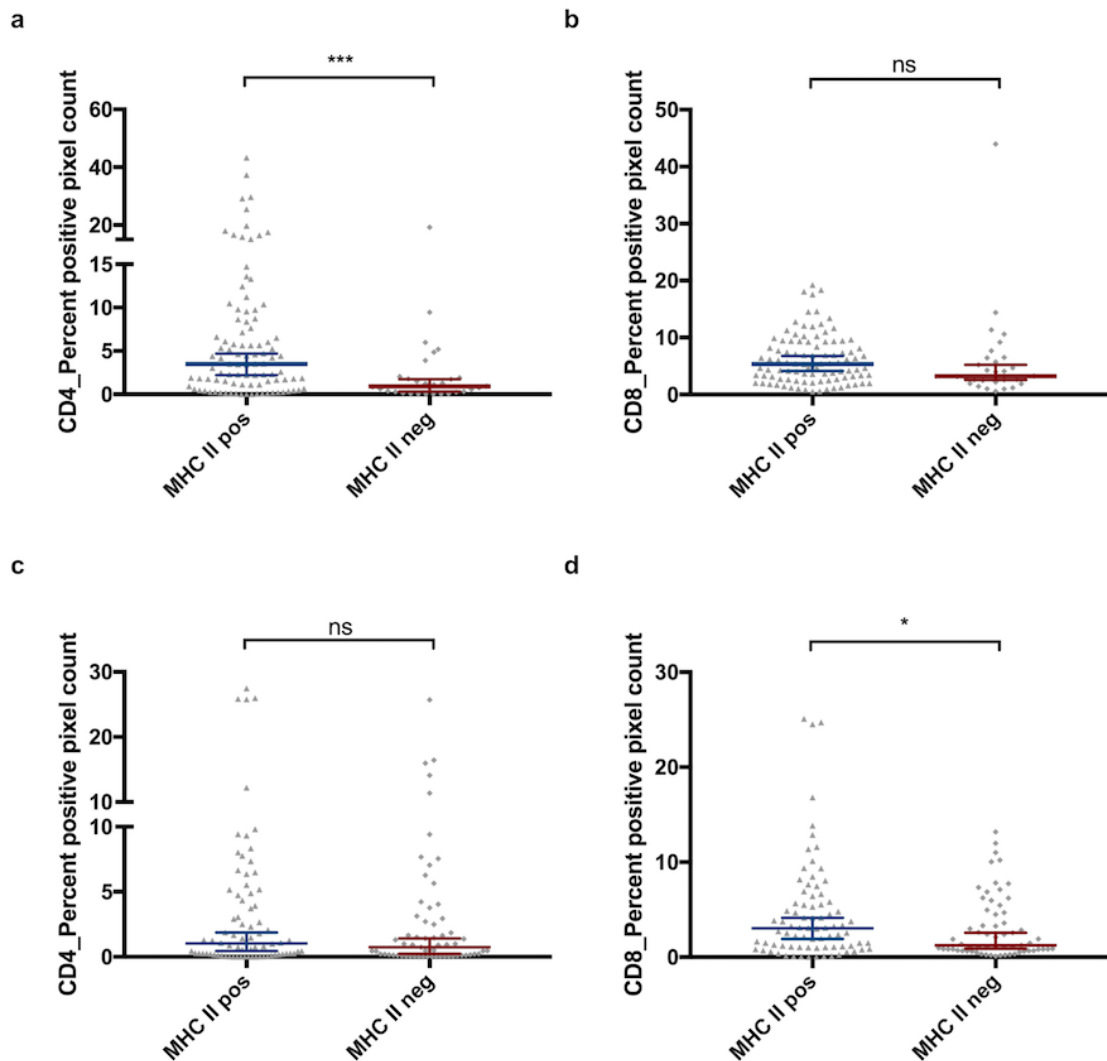 a
***
CD4_Percent positive pixel count
60
40
20
15
10
5
0
MHC II pos
MHC II neg
b
ns
CD8_Percent positive pixel count
50
40
30
20
10
0
MHC II pos
MHC II neg
c
ns
CD4_Percent positive pixel count
30
20
10
10
5
0
MHC II pos
MHC II neg
d
*
CD8_Percent positive pixel count
30
20
10
0
MHC II pos
MHC II neg